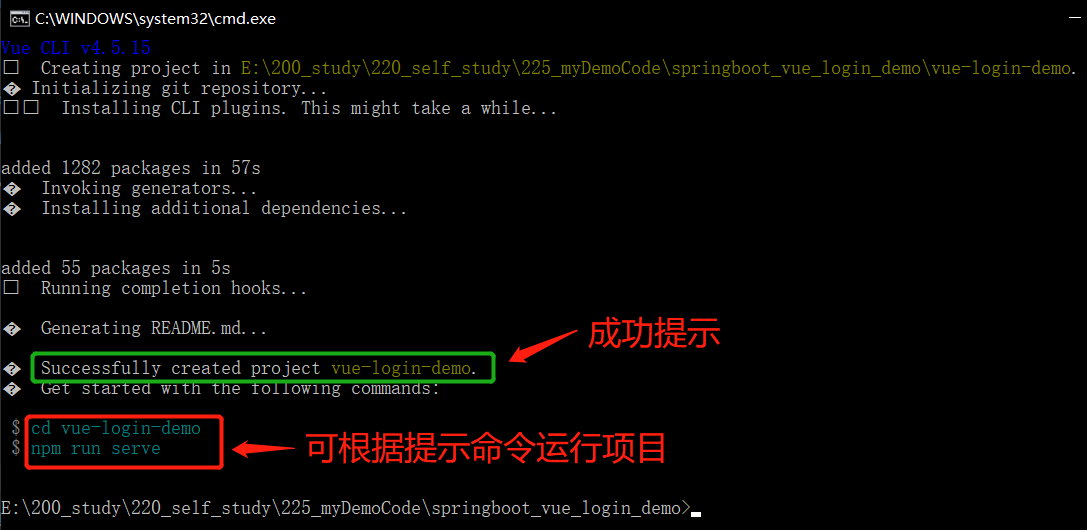 C:\WINDOWS\system32\cmd.exe
Vue CLI v4.5.15
□  Creating project in E:\200_study\220_self_study\225_myDemoCode\springboot_vue_login_demo\vue-login-demo.
� Initializing git repository...
□□  Installing CLI plugins. This might take a while...
added 1282 packages in 57s
�  Invoking generators...
�  Installing additional dependencies...
added 55 packages in 5s
□  Running completion hooks...
�  Generating README.md...
成功提示
�  Successfully created project vue-login-demo.
�  Get started with the following commands:
$ cd vue-login-demo
$ npm run serve
可根据提示命令运行项目
E:\200_study\220_self_study\225_myDemoCode\springboot_vue_login_demo>